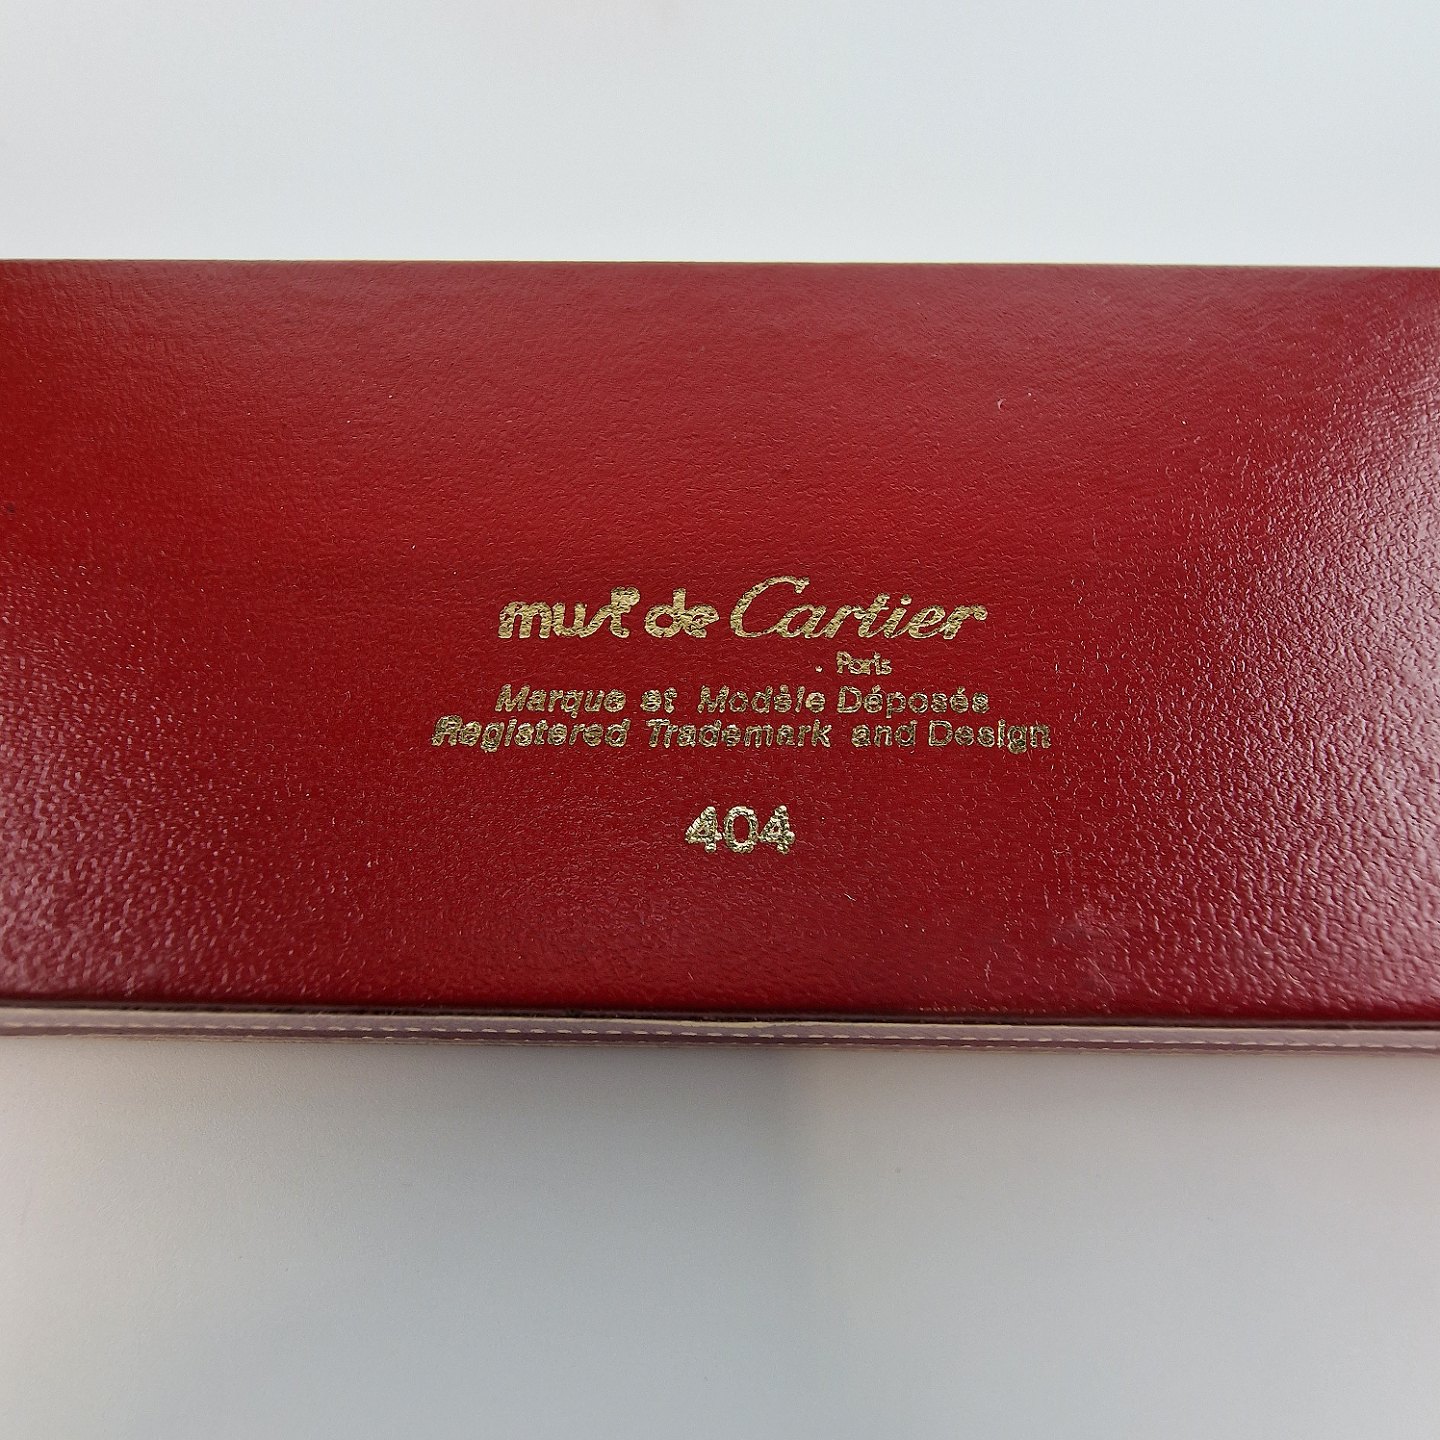 must de Cartier
Paris
Marque et Modèle Déposés
Registered Trademark and Design
404